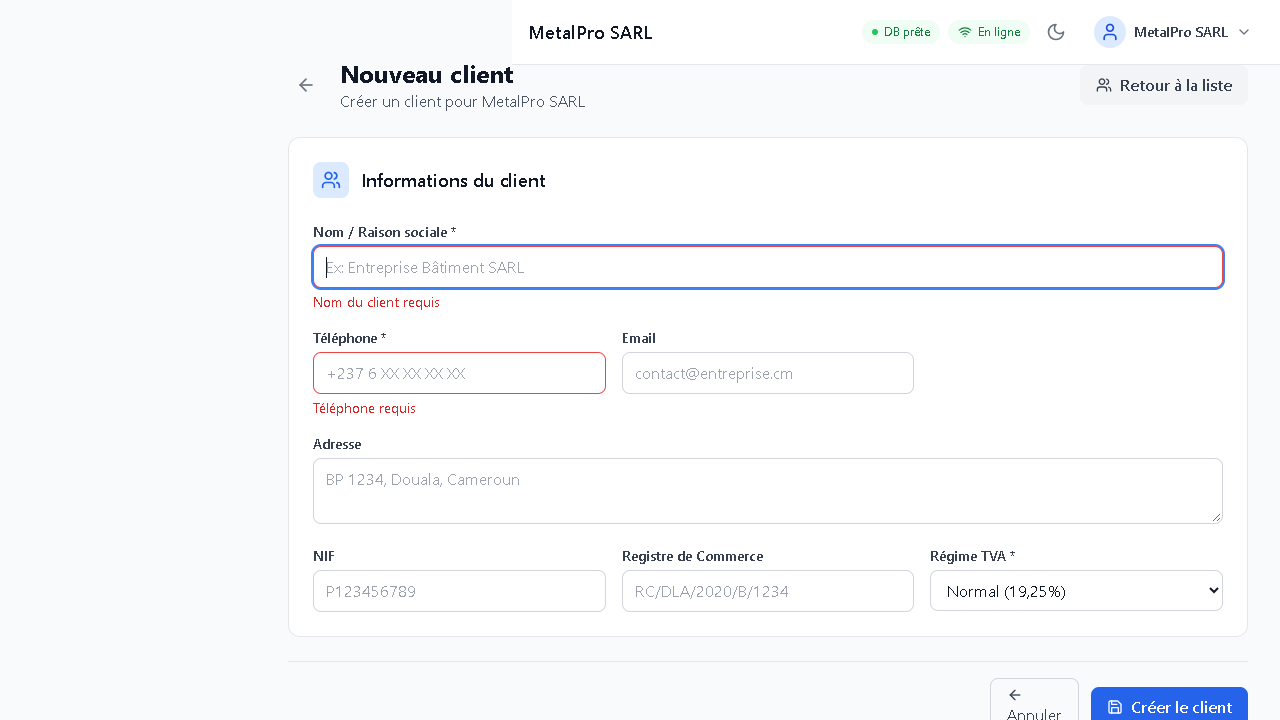 MetalPro SARL
DB prête
En ligne
MetalPro SARL
Nouveau client
Créer un client pour MetalPro SARL
Retour à la liste
Informations du client
Nom / Raison sociale *
Ex: Entreprise Bâtiment SARL
Nom du client requis
Téléphone *
Email
+237 6 XX XX XX XX
contact@entreprise.cm
Téléphone requis
Adresse
BP 1234, Douala, Cameroun
NIF
Registre de Commerce
Régime TVA *
P123456789
RC/DLA/2020/B/1234
Normal (19,25%)
Annuler
Créer le client